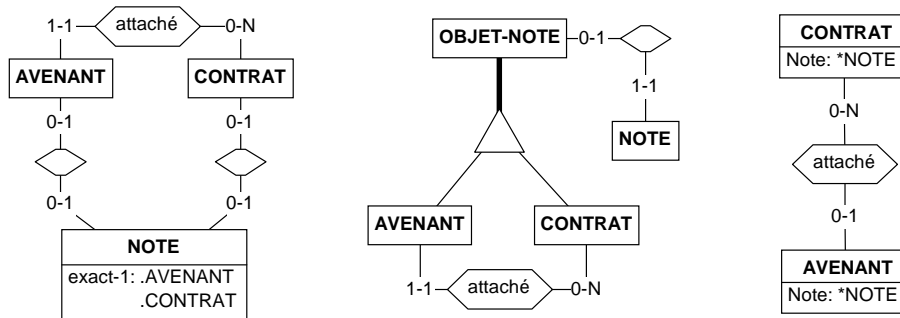 1-1 attaché 0-N
AVENANT CONTRAT
0-1 0-1
0-1 0-1
NOTE
exact-1: .AVENANT
.CONTRAT
OBJET-NOTE 0-1
1-1
NOTE
AVENANT CONTRAT
1-1 attaché 0-N
CONTRAT
Note: *NOTE
0-N
attaché
0-1
AVENANT
Note: *NOTE